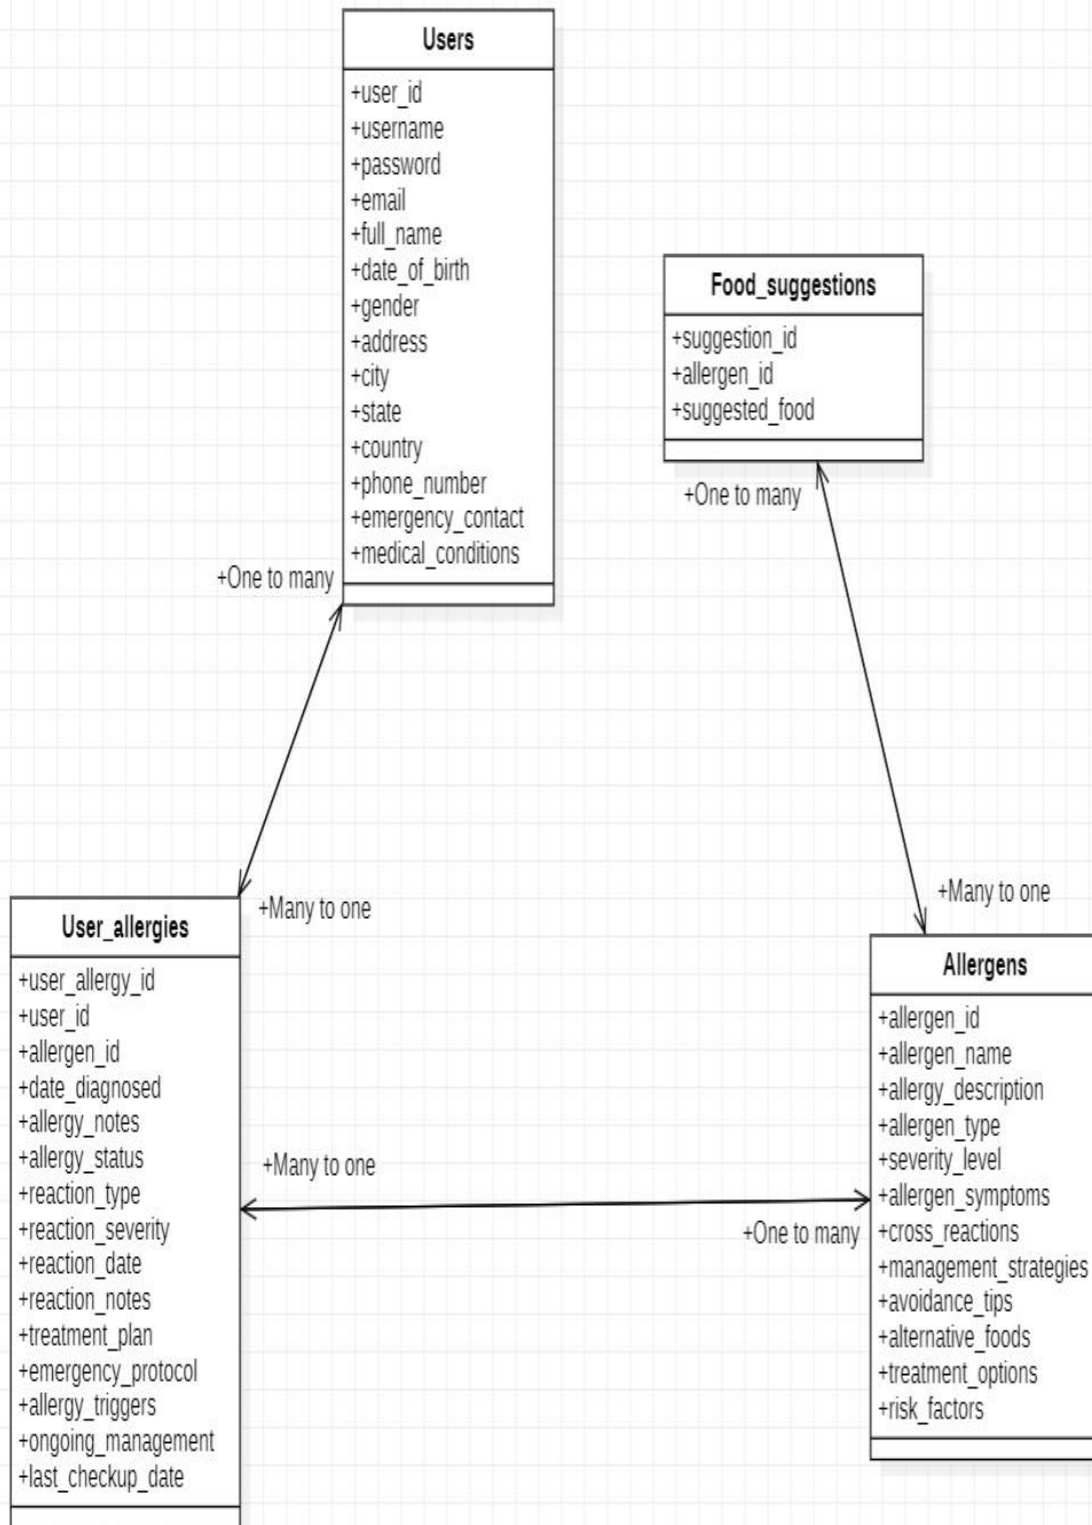 Users
+user_id
+username
+password
+email
+full_name
+date_of_birth
+gender
+address
+city
+state
+country
+phone_number
+emergency_contact
+medical_conditions
+One to many
Food_suggestions
+suggestion_id
+allergen_id
+suggested_food
+One to many
+Many to one
User_allergies
+user_allergy_id
+user_id
+allergen_id
+date_diagnosed
+allergy_notes
+allergy_status
+reaction_type
+reaction_severity
+reaction_date
+reaction_notes
+treatment_plan
+emergency_protocol
+allergy_triggers
+ongoing_management
+last_checkup_date
+Many to one
+One to many
+Many to one
Allergens
+allergen_id
+allergen_name
+allergy_description
+allergen_type
+severity_level
+allergen_symptoms
+cross_reactions
+management_strategies
+avoidance_tips
+alternative_foods
+treatment_options
+risk_factors